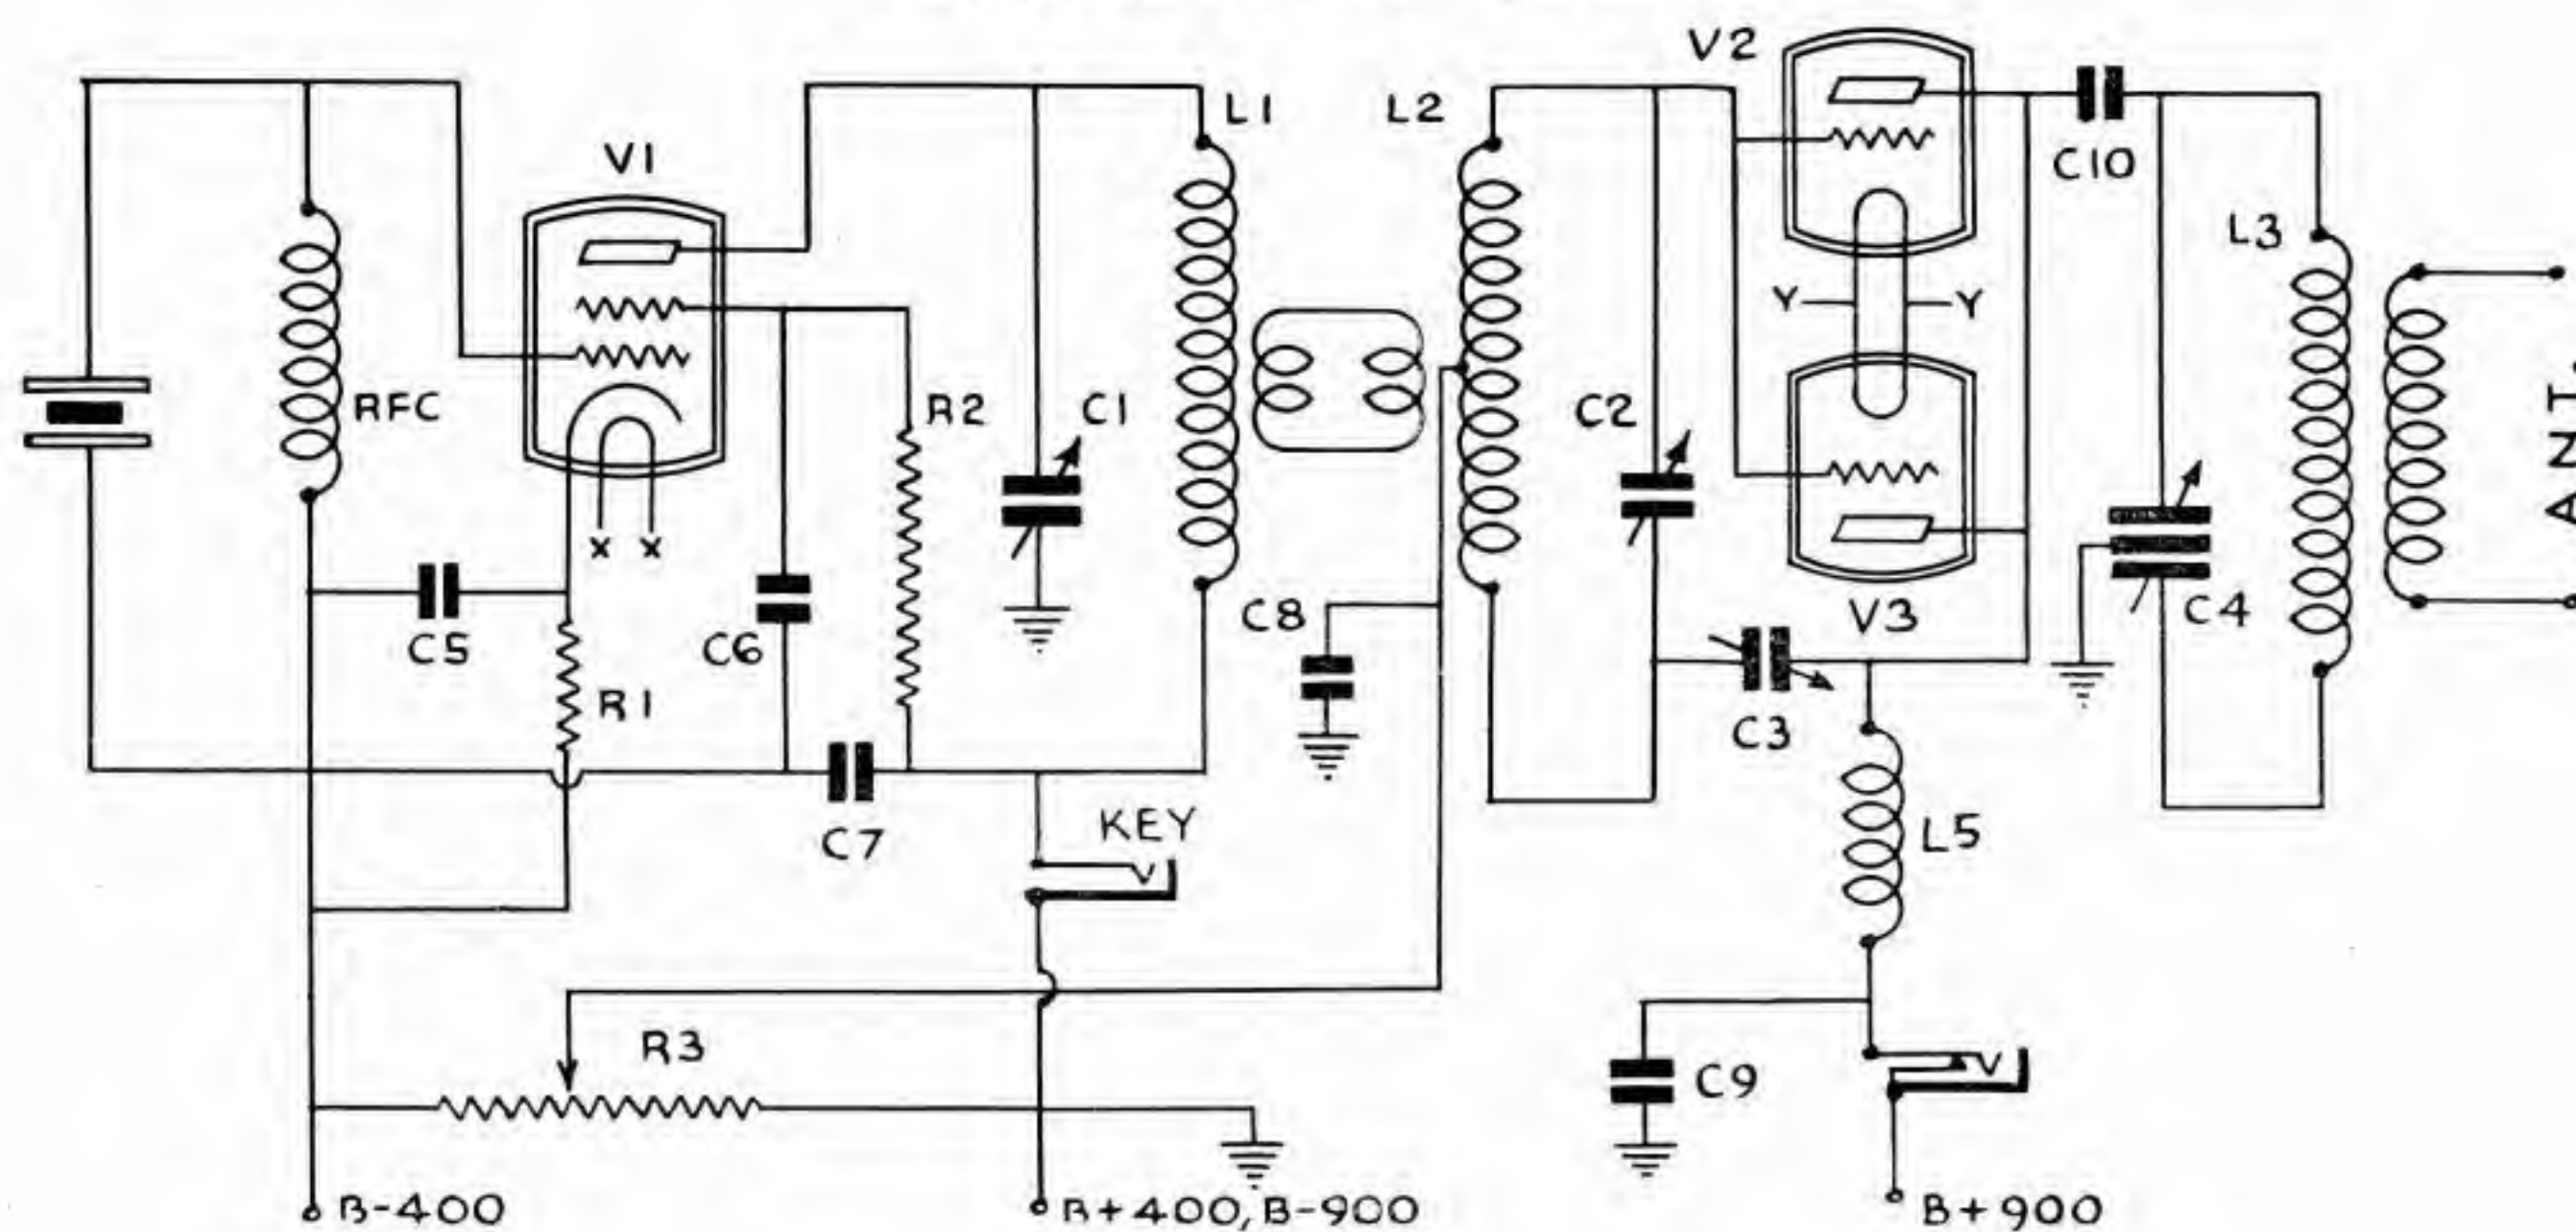 V1
RFC
C5
R1
C6
R2
C7
C1
L1
KEY
L2
C8
R3
C2
V2
Y Y
V3
C3
C10
L3
C4
L5
C9
ANT.
X X
B-400
B+400, B-900
B+900